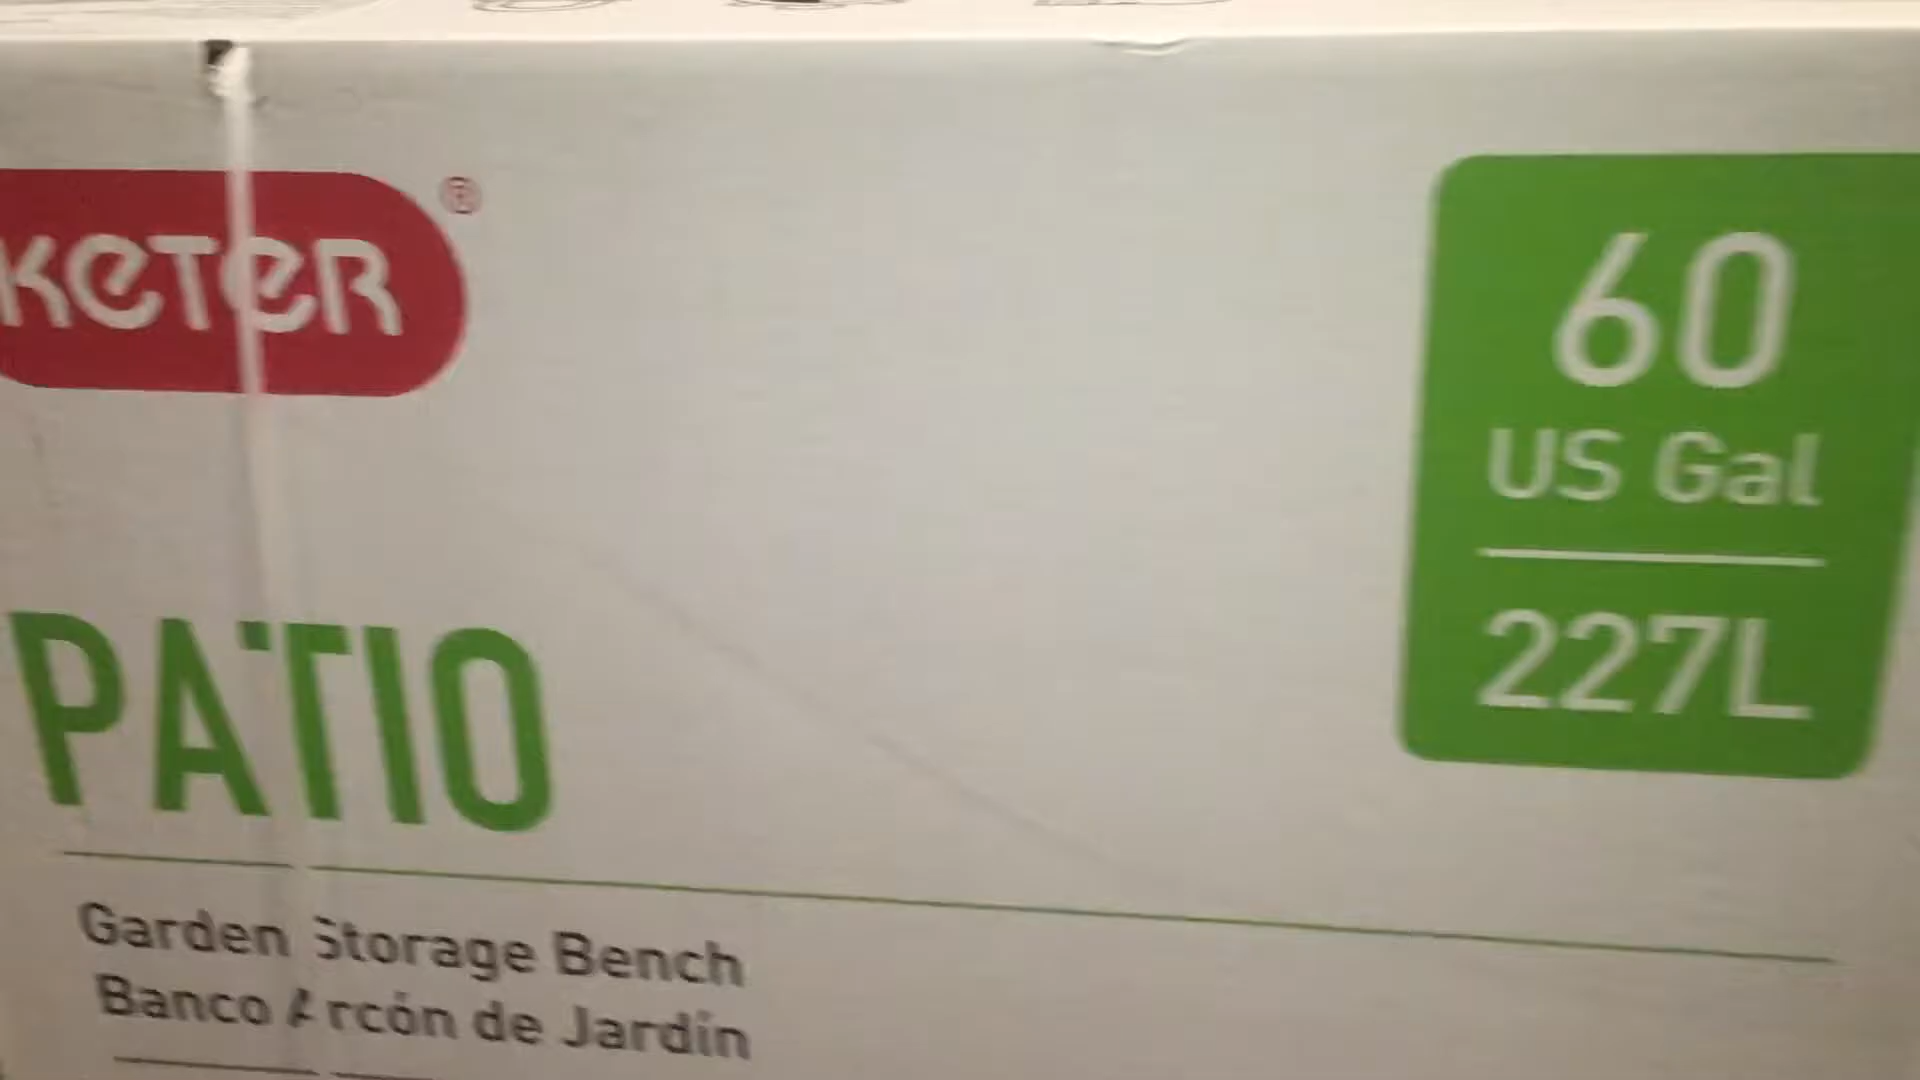 KETER®
60
US Gal
227L
PATIO
Garden Storage Bench
Banco Arcón de Jardín